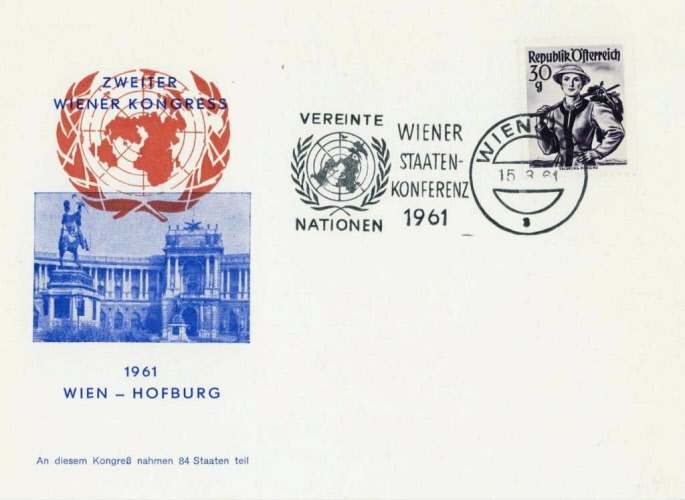 ZWEITER
WIENER KONGRESS
1961
WIEN – HOFBURG
An diesem Kongreß nahmen 84 Staaten teil
VEREINTE
NATIONEN
WIENER
STAATEN-
KONFERENZ
1961
WIEN
15. 3. 61
Republik Österreich
30
g